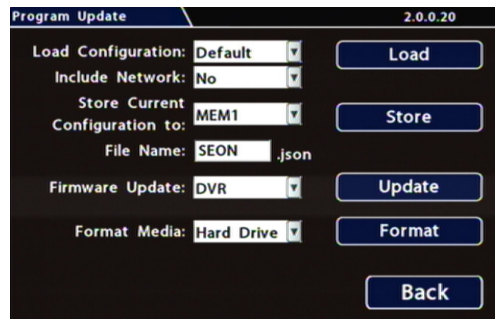 Program Update 2.0.0.20
Load Configuration: Default Load
Include Network: No
Store Current
Configuration to: MEM1 Store
File Name: SEON .json
Firmware Update: DVR Update
Format Media: Hard Drive Format
Back